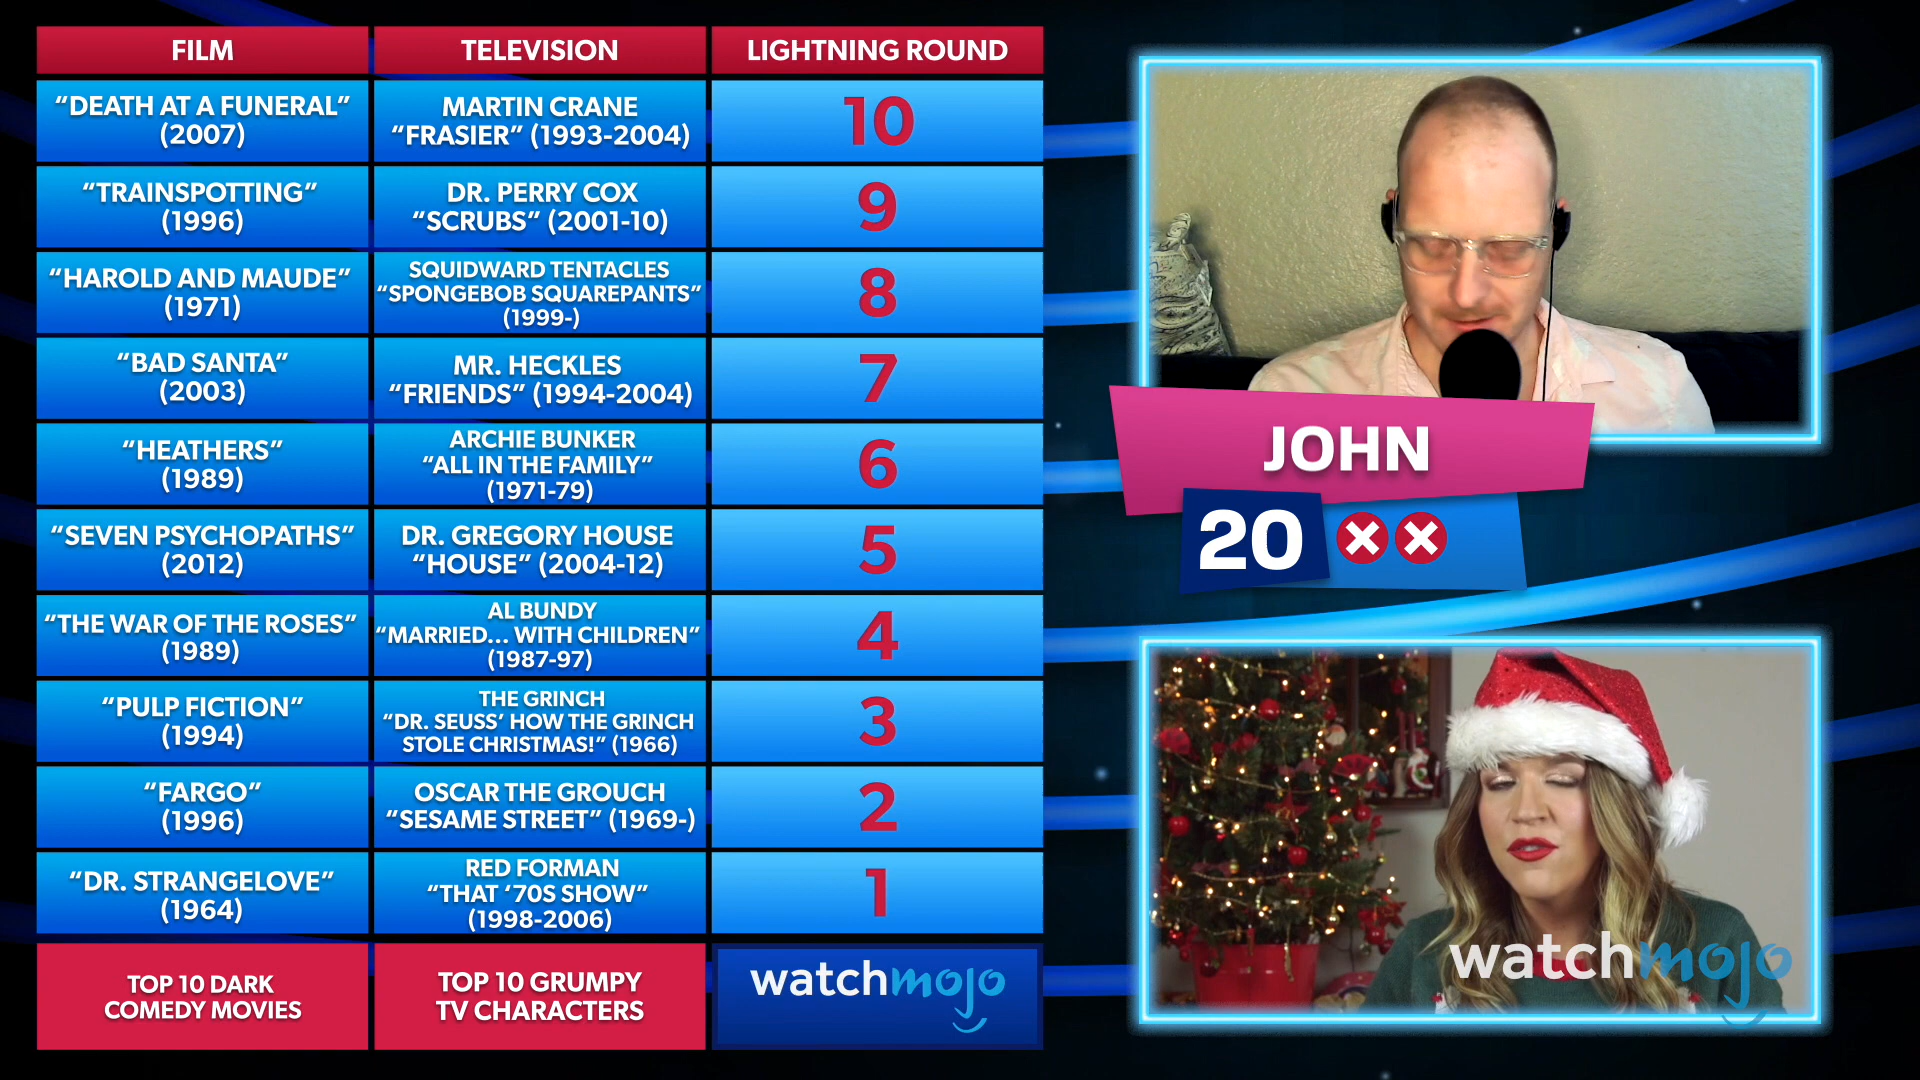 FILM
TELEVISION
LIGHTNING ROUND
“DEATH AT A FUNERAL”
(2007)
MARTIN CRANE
“FRASIER” (1993-2004)
10
“TRAINSPOTTING”
(1996)
DR. PERRY COX
“SCRUBS” (2001-10)
9
“HAROLD AND MAUDE”
(1971)
SQUIDWARD TENTACLES
“SPONGEBOB SQUAREPANTS”
(1999-)
8
“BAD SANTA”
(2003)
MR. HECKLES
“FRIENDS” (1994-2004)
7
“HEATHERS”
(1989)
ARCHIE BUNKER
“ALL IN THE FAMILY”
(1971-79)
6
“SEVEN PSYCHOPATHS”
(2012)
DR. GREGORY HOUSE
“HOUSE” (2004-12)
5
“THE WAR OF THE ROSES”
(1989)
AL BUNDY
“MARRIED... WITH CHILDREN”
(1987-97)
4
“PULP FICTION”
(1994)
THE GRINCH
“DR. SEUSS’ HOW THE GRINCH
STOLE CHRISTMAS!” (1966)
3
“FARGO”
(1996)
OSCAR THE GROUCH
“SESAME STREET” (1969-)
2
“DR. STRANGELOVE”
(1964)
RED FORMAN
“THAT ‘70S SHOW”
(1998-2006)
1
TOP 10 DARK
COMEDY MOVIES
TOP 10 GRUMPY
TV CHARACTERS
watchmojo
JOHN
20
watchmojo